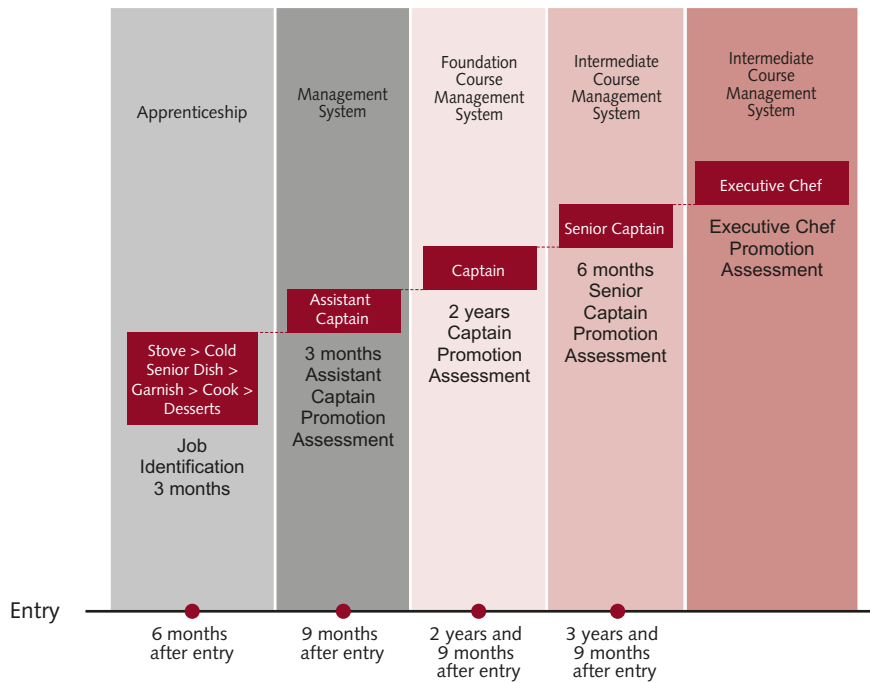 Apprenticeship
Stove > Cold
Senior Dish >
Garnish > Cook >
Desserts
Job
Identification
3 months
Management
System
Assistant
Captain
3 months
Assistant
Captain
Promotion
Assessment
Foundation
Course
Management
System
Captain
2 years
Captain
Promotion
Assessment
Intermediate
Course
Management
System
Senior Captain
6 months
Senior
Captain
Promotion
Assessment
Intermediate
Course
Management
System
Executive Chef
Executive Chef
Promotion
Assessment
Entry
6 months
after entry
9 months
after entry
2 years and
9 months
after entry
3 years and
9 months
after entry